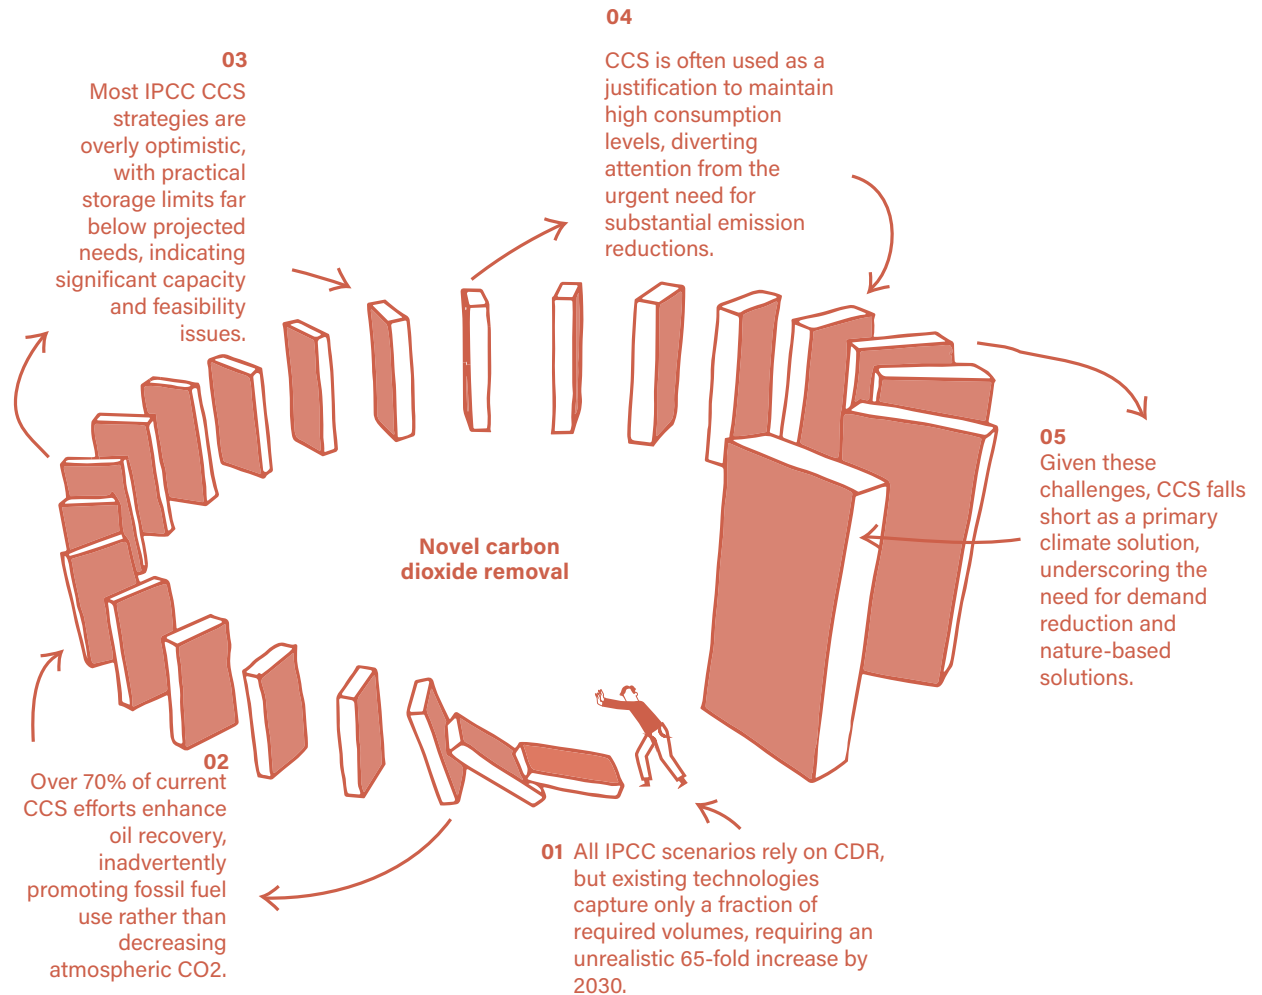 Novel carbon
dioxide removal
01 All IPCC scenarios rely on CDR,
but existing technologies
capture only a fraction of
required volumes, requiring an
unrealistic 65-fold increase by
2030.
02
Over 70% of current
CCS efforts enhance
oil recovery,
inadvertently
promoting fossil fuel
use rather than
decreasing
atmospheric CO2.
03
Most IPCC CCS
strategies are
overly optimistic,
with practical
storage limits far
below projected
needs, indicating
significant capacity
and feasibility
issues.
04
CCS is often used as a
justification to maintain
high consumption
levels, diverting
attention from the
urgent need for
substantial emission
reductions.
05
Given these
challenges, CCS falls
short as a primary
climate solution,
underscoring the
need for demand
reduction and
nature-based
solutions.